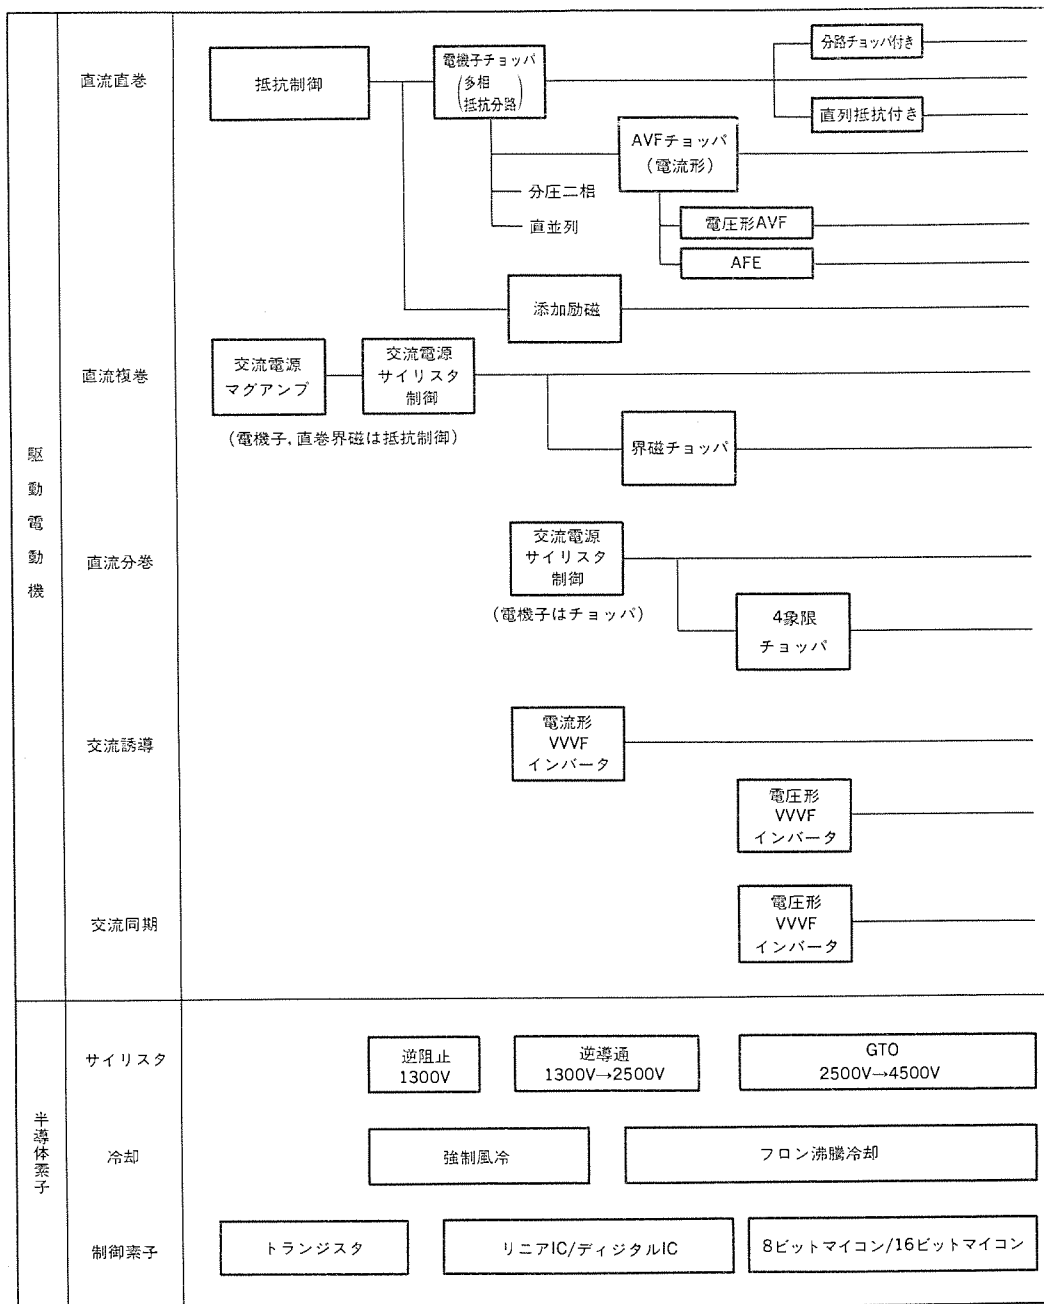 駆動電機
直流直巻
抵抗制御
電機子チョッパ
(多相
抵抗分路)
分路チョッパ付き
直列抵抗付き
AVFチョッパ
(電流形)
分圧二相
直並列
電圧形AVF
AFE
添加励磁
直流複巻
交流電源
マグアンプ
交流電源
サイリスタ
制御
(電機子,直巻界磁は抵抗制御)
界磁チョッパ
直流分巻
交流電源
サイリスタ
制御
(電機子はチョッパ)
4象限
チョッパ
交流誘導
電流形
VVVF
インバータ
電圧形
VVVF
インバータ
交流同期
電圧形
VVVF
インバータ
半導体素子
サイリスタ
逆阻止
1300V
逆導通
1300V→2500V
GTO
2500V→4500V
冷却
強制風冷
フロン沸騰冷却
制御素子
トランジスタ
リニアIC/ディジタルIC
8ビットマイコン/16ビットマイコン